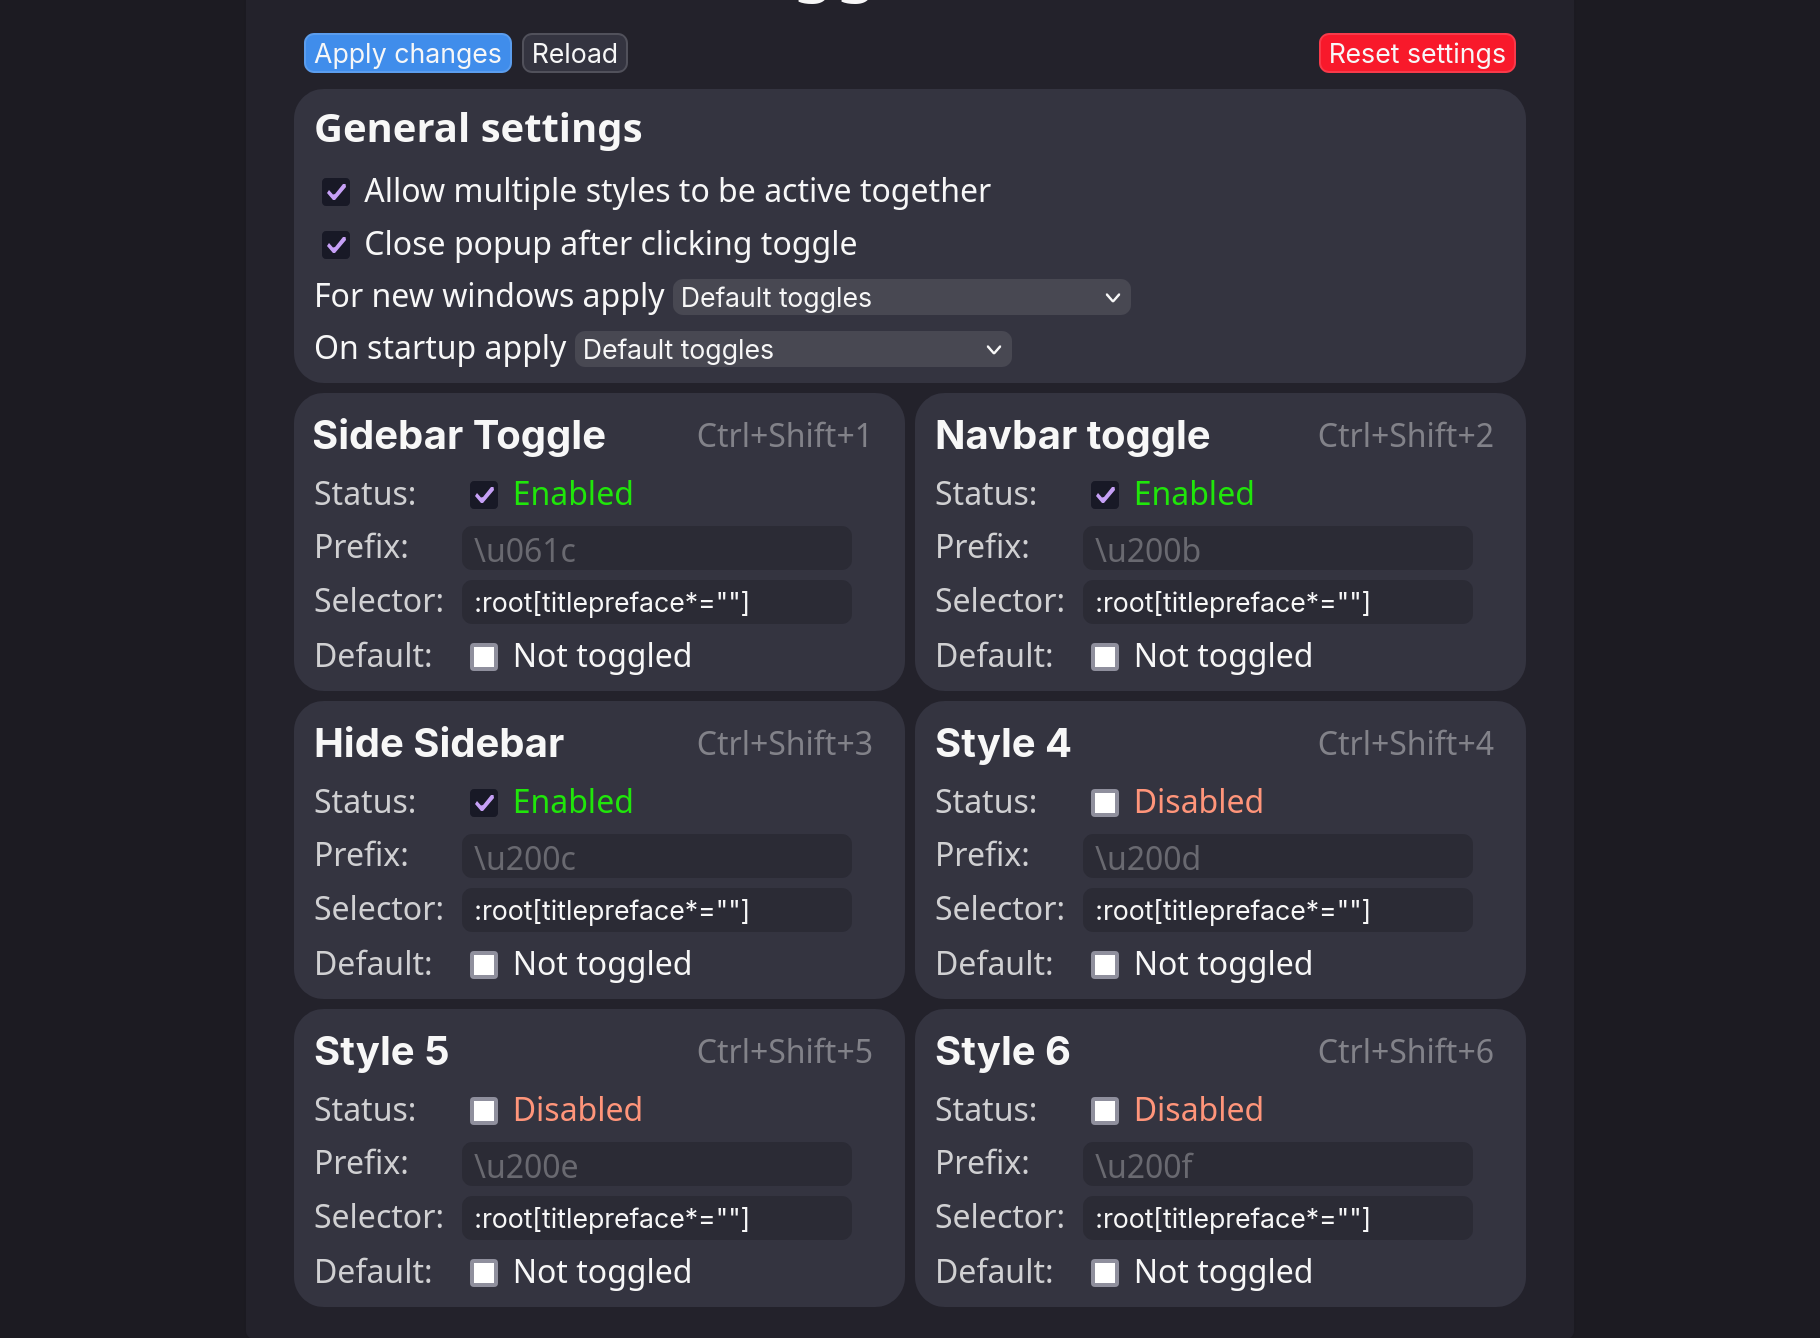 Apply changes Reload Reset settings
General settings
Allow multiple styles to be active together
Close popup after clicking toggle
For new windows apply Default toggles
On startup apply Default toggles
Sidebar Toggle Ctrl+Shift+1
Status: Enabled
Prefix: \u061c
Selector: :root[titlepreface*=""]
Default: Not toggled
Navbar toggle Ctrl+Shift+2
Status: Enabled
Prefix: \u200b
Selector: :root[titlepreface*=""]
Default: Not toggled
Hide Sidebar Ctrl+Shift+3
Status: Enabled
Prefix: \u200c
Selector: :root[titlepreface*=""]
Default: Not toggled
Style 4 Ctrl+Shift+4
Status: Disabled
Prefix: \u200d
Selector: :root[titlepreface*=""]
Default: Not toggled
Style 5 Ctrl+Shift+5
Status: Disabled
Prefix: \u200e
Selector: :root[titlepreface*=""]
Default: Not toggled
Style 6 Ctrl+Shift+6
Status: Disabled
Prefix: \u200f
Selector: :root[titlepreface*=""]
Default: Not toggled